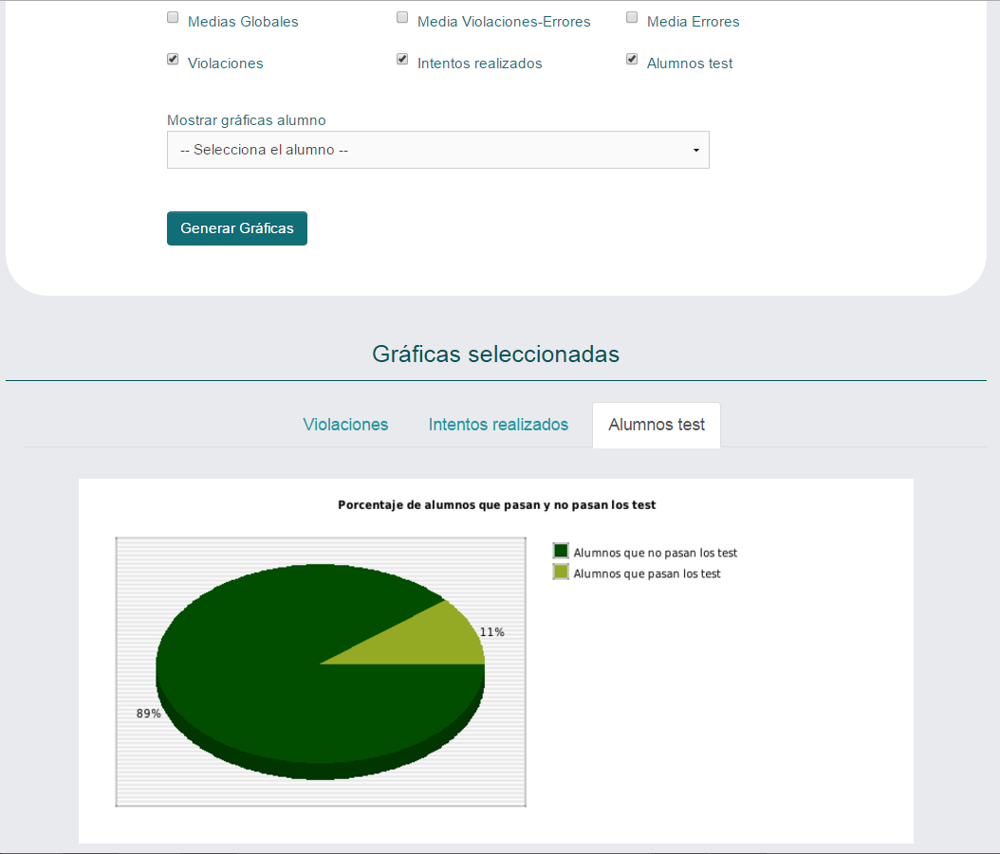 Medias Globales Media Violaciones-Errores Media Errores
Violaciones Intentos realizados Alumnos test
Mostrar gráficas alumno
-- Selecciona el alumno --
Generar Gráficas
Gráficas seleccionadas
Violaciones Intentos realizados Alumnos test
Porcentaje de alumnos que pasan y no pasan los test
Alumnos que no pasan los test
Alumnos que pasan los test
11%
89%